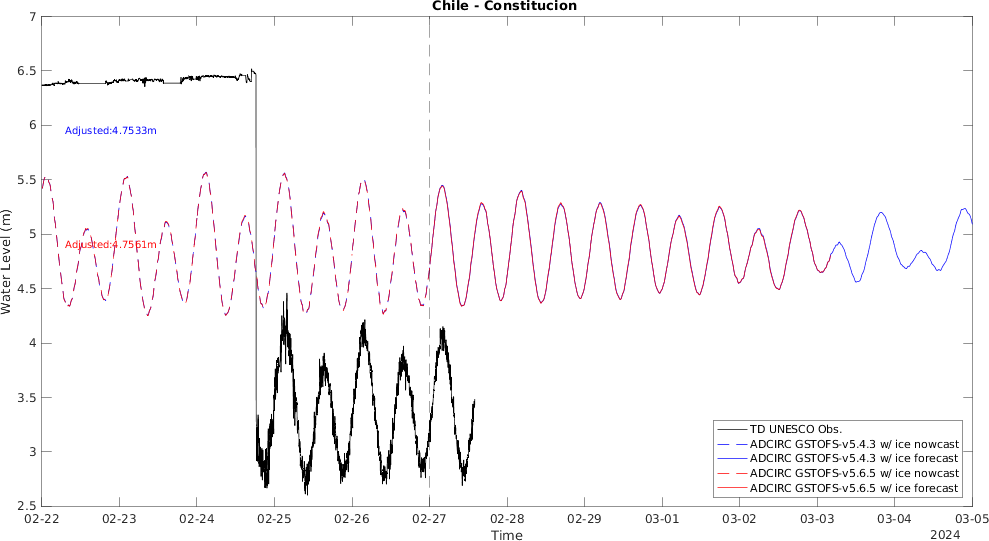 Chile - Constitucion
7
6.5
6
5.5
5
4.5
4
3.5
3
2.5
Water Level (m)
Adjusted:4.7533m
Adjusted:4.7561m
TD UNESCO Obs.
ADCIRC GSTOFS-v5.4.3 w/ ice nowcast
ADCIRC GSTOFS-v5.4.3 w/ ice forecast
ADCIRC GSTOFS-v5.6.5 w/ ice nowcast
ADCIRC GSTOFS-v5.6.5 w/ ice forecast
02-22 02-23 02-24 02-25 02-26 02-27 02-28 02-29 03-01 03-02 03-03 03-04 03-05
Time
2024